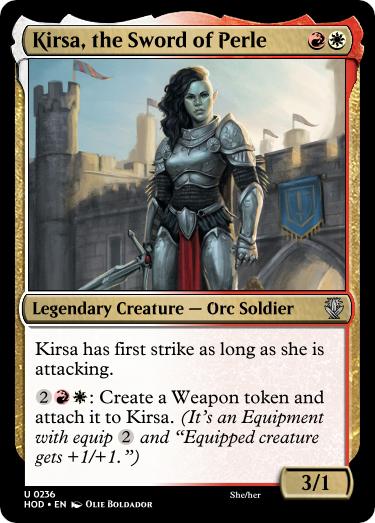 Kirsa, the Sword of Perle
Legendary Creature — Orc Soldier
Kirsa has first strike as long as she is
attacking.
2: Create a Weapon token and
attach it to Kirsa. (It's an Equipment
with equip 2 and “Equipped creature
gets +1/+1.”)
3/1
U 0236
HOD • EN Olie Boldador
She/her